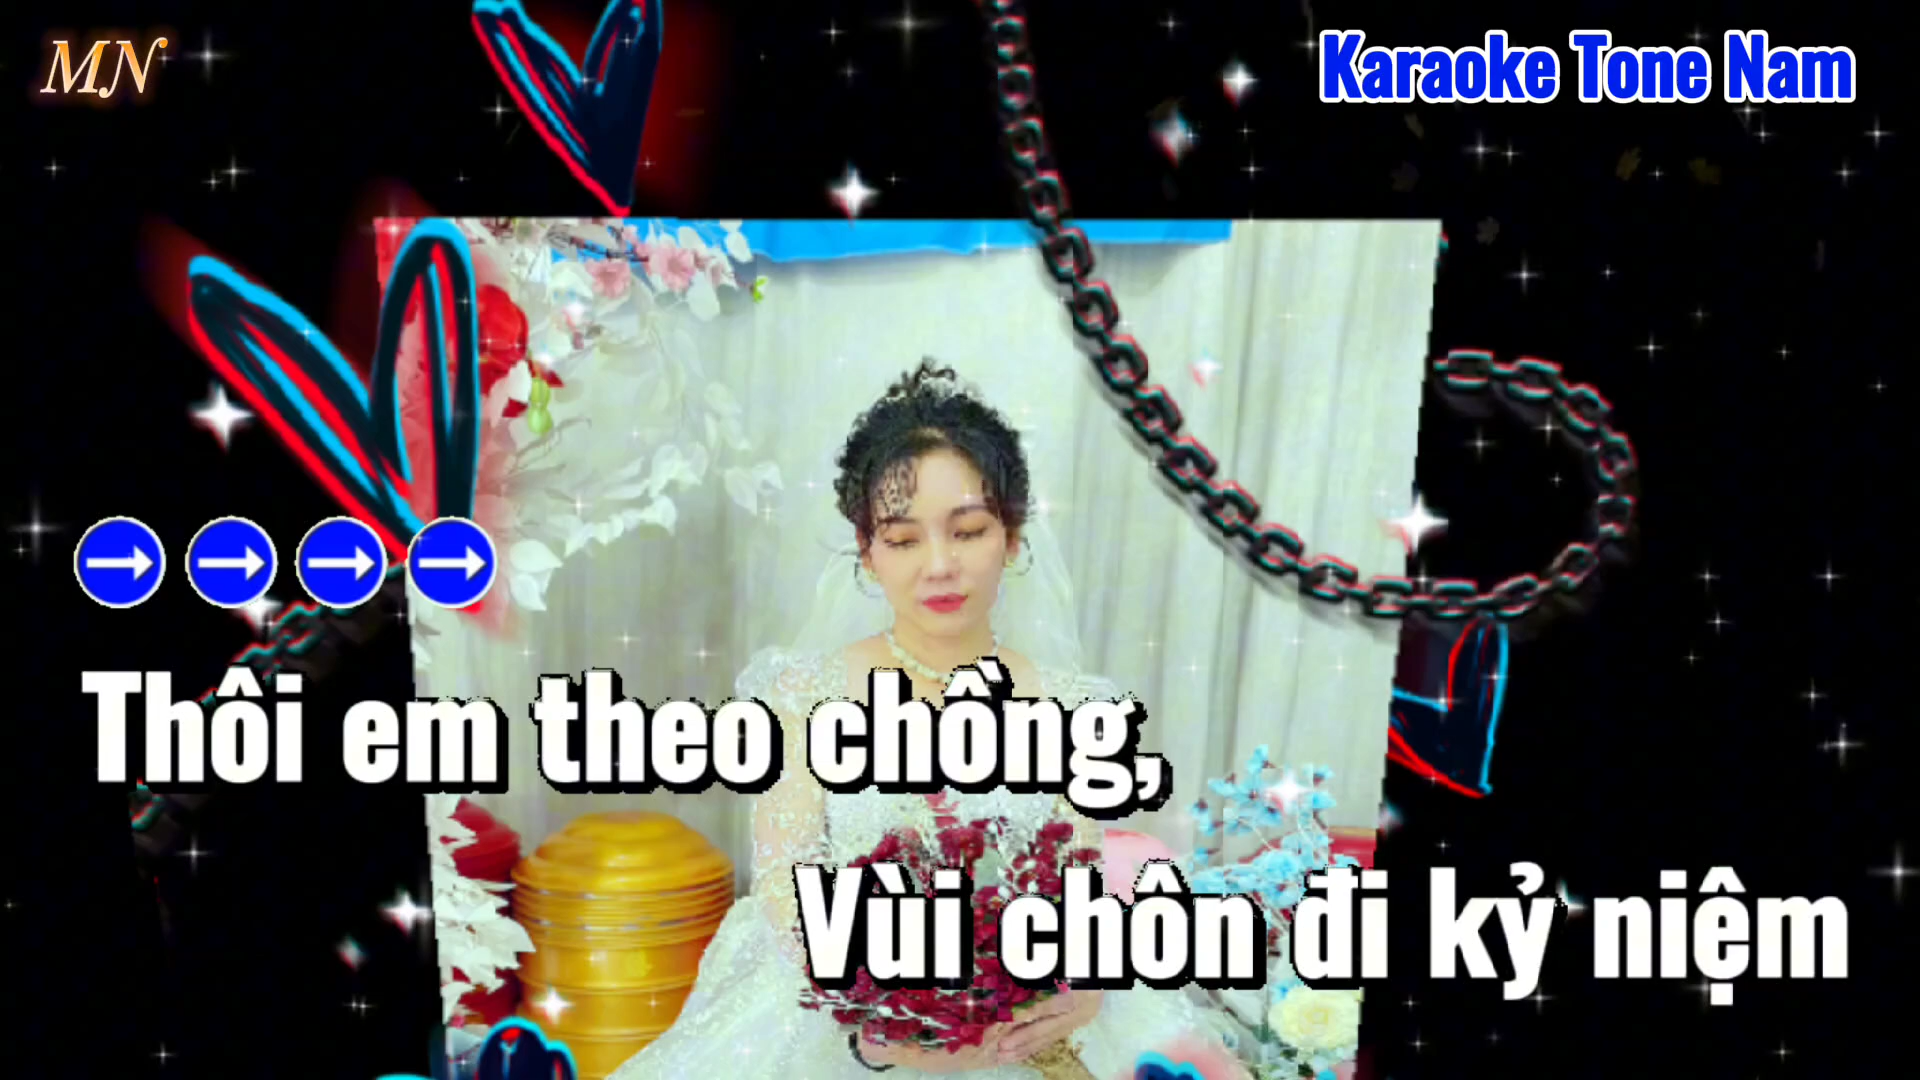 MN
Karaoke Tone Nam
Thôi em theo chồng,
Vùi chôn đi kỷ niệm